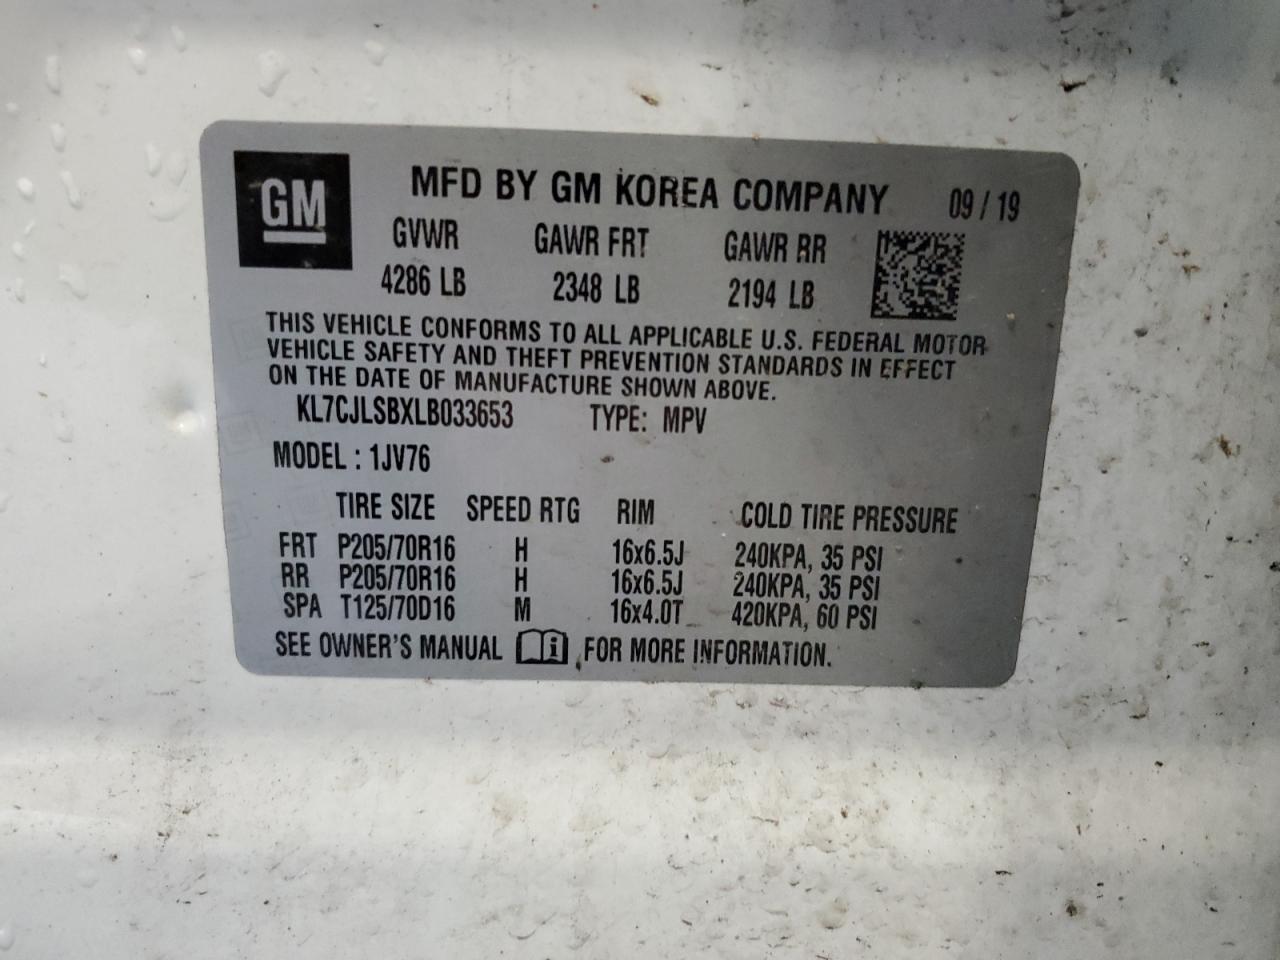 GM
MFD BY GM KOREA COMPANY 09 / 19
GVWR GAWR FRT GAWR RR
4286 LB 2348 LB 2194 LB
THIS VEHICLE CONFORMS TO ALL APPLICABLE U.S. FEDERAL MOTOR
VEHICLE SAFETY AND THEFT PREVENTION STANDARDS IN EFFECT
ON THE DATE OF MANUFACTURE SHOWN ABOVE.
KL7CJLSBXLB033653 TYPE: MPV
MODEL : 1JV76
TIRE SIZE SPEED RTG RIM COLD TIRE PRESSURE
FRT P205/70R16 H 16x6.5J 240KPA, 35 PSI
RR P205/70R16 H 16x6.5J 240KPA, 35 PSI
SPA T125/70D16 M 16x4.0T 420KPA, 60 PSI
SEE OWNER'S MANUAL i FOR MORE INFORMATION.